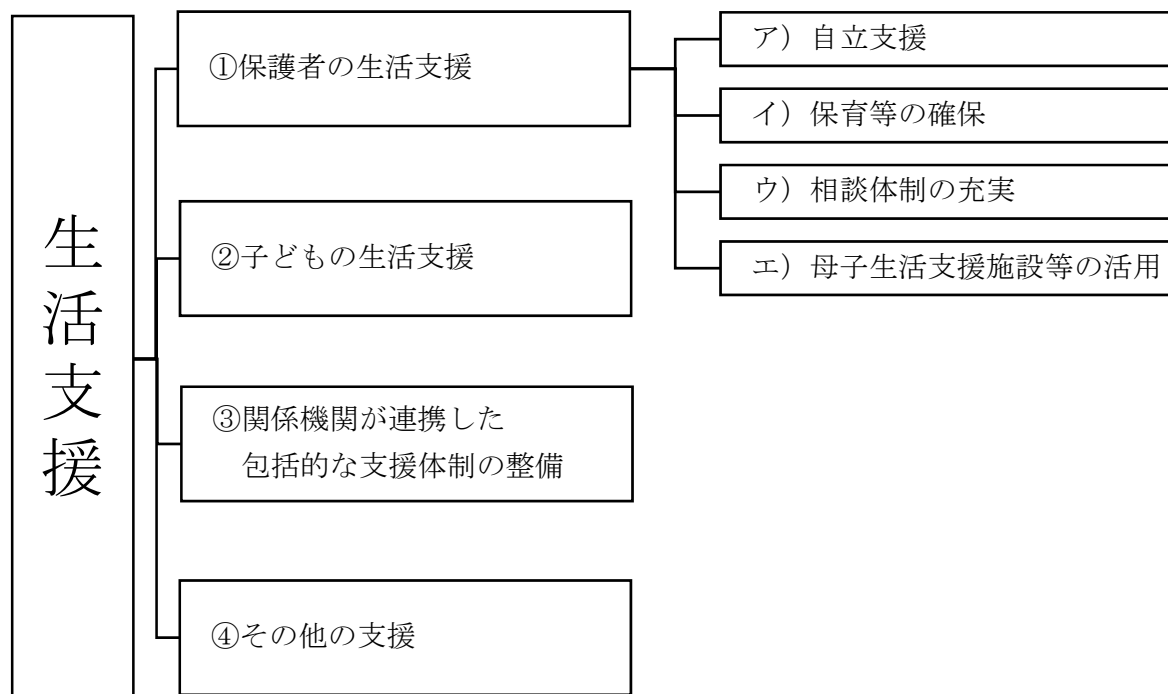 生活支援
①保護者の生活支援
ア）自立支援
イ）保育等の確保
ウ）相談体制の充実
エ）母子生活支援施設等の活用
②子どもの生活支援
③関係機関が連携した
包括的な支援体制の整備
④その他の支援